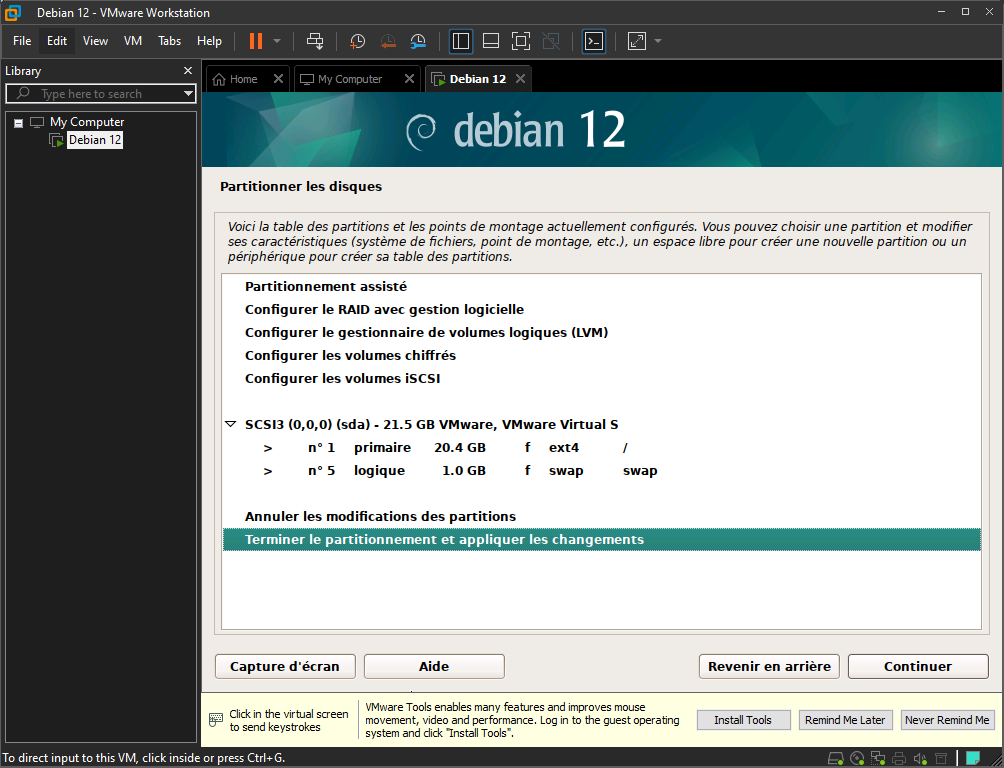 Debian 12 - VMware Workstation
File Edit View VM Tabs Help
Library
Type here to search
My Computer
Debian 12
Home
My Computer
Debian 12
debian 12
Partitionner les disques
Voici la table des partitions et les points de montage actuellement configurés. Vous pouvez choisir une partition et modifier
ses caractéristiques (système de fichiers, point de montage, etc.), un espace libre pour créer une nouvelle partition ou un
périphérique pour créer sa table des partitions.
Partitionnement assisté
Configurer le RAID avec gestion logicielle
Configurer le gestionnaire de volumes logiques (LVM)
Configurer les volumes chiffrés
Configurer les volumes iSCSI
SCSI3 (0,0,0) (sda) - 21.5 GB VMware, VMware Virtual S
> n° 1 primaire 20.4 GB f ext4 /
> n° 5 logique 1.0 GB f swap swap
Annuler les modifications des partitions
Terminer le partitionnement et appliquer les changements
Capture d'écran Aide Revenir en arrière Continuer
Click in the virtual screen
to send keystrokes
VMware Tools enables many features and improves mouse
movement, video and performance. Log in to the guest operating
system and click "Install Tools".
Install Tools Remind Me Later Never Remind Me
To direct input to this VM, click inside or press Ctrl+G.